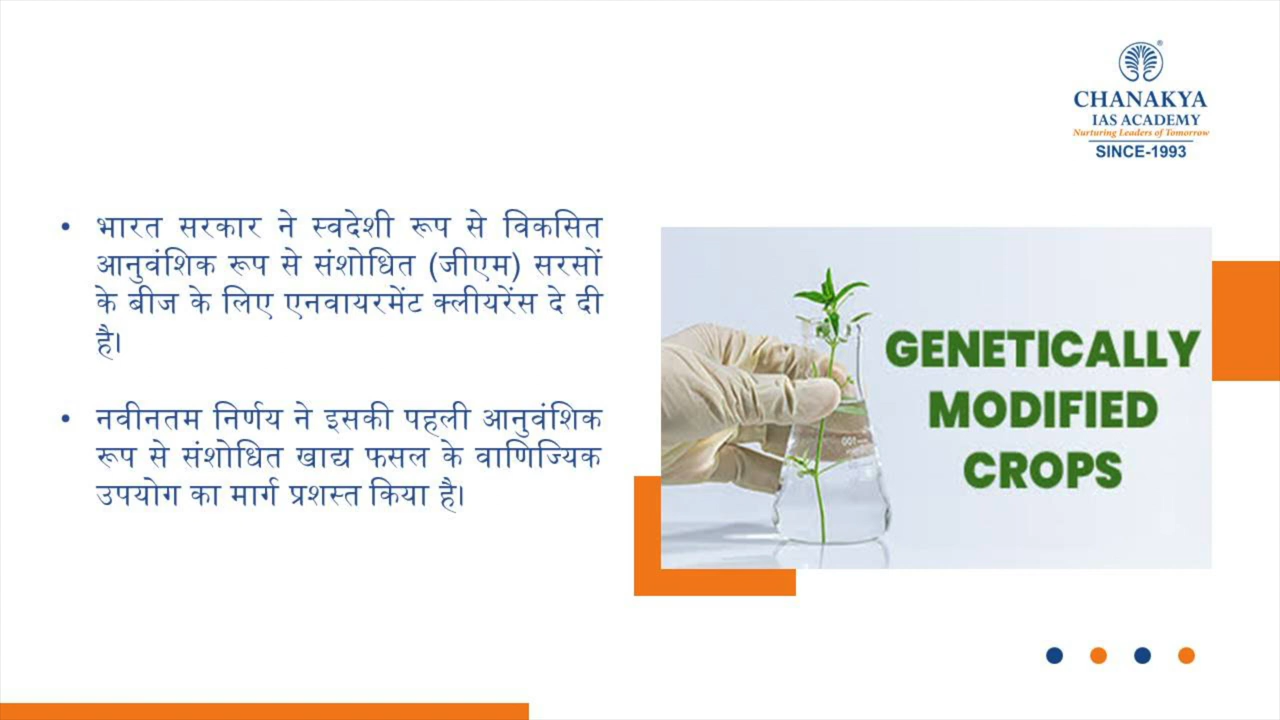 CHANAKYA
IAS ACADEMY
Nurturing Leaders of Tomorrow
SINCE-1993
• भारत सरकार ने स्वदेशी रूप से विकसित
आनुवंशिक रूप से संशोधित (जीएम) सरसों
के बीज के लिए एनवायरमेंट क्लीयरेंस दे दी
है।
• नवीनतम निर्णय ने इसकी पहली आनुवंशिक
रूप से संशोधित खाद्य फसल के वाणिज्यिक
उपयोग का मार्ग प्रशस्त किया है।
GENETICALLY
MODIFIED
CROPS